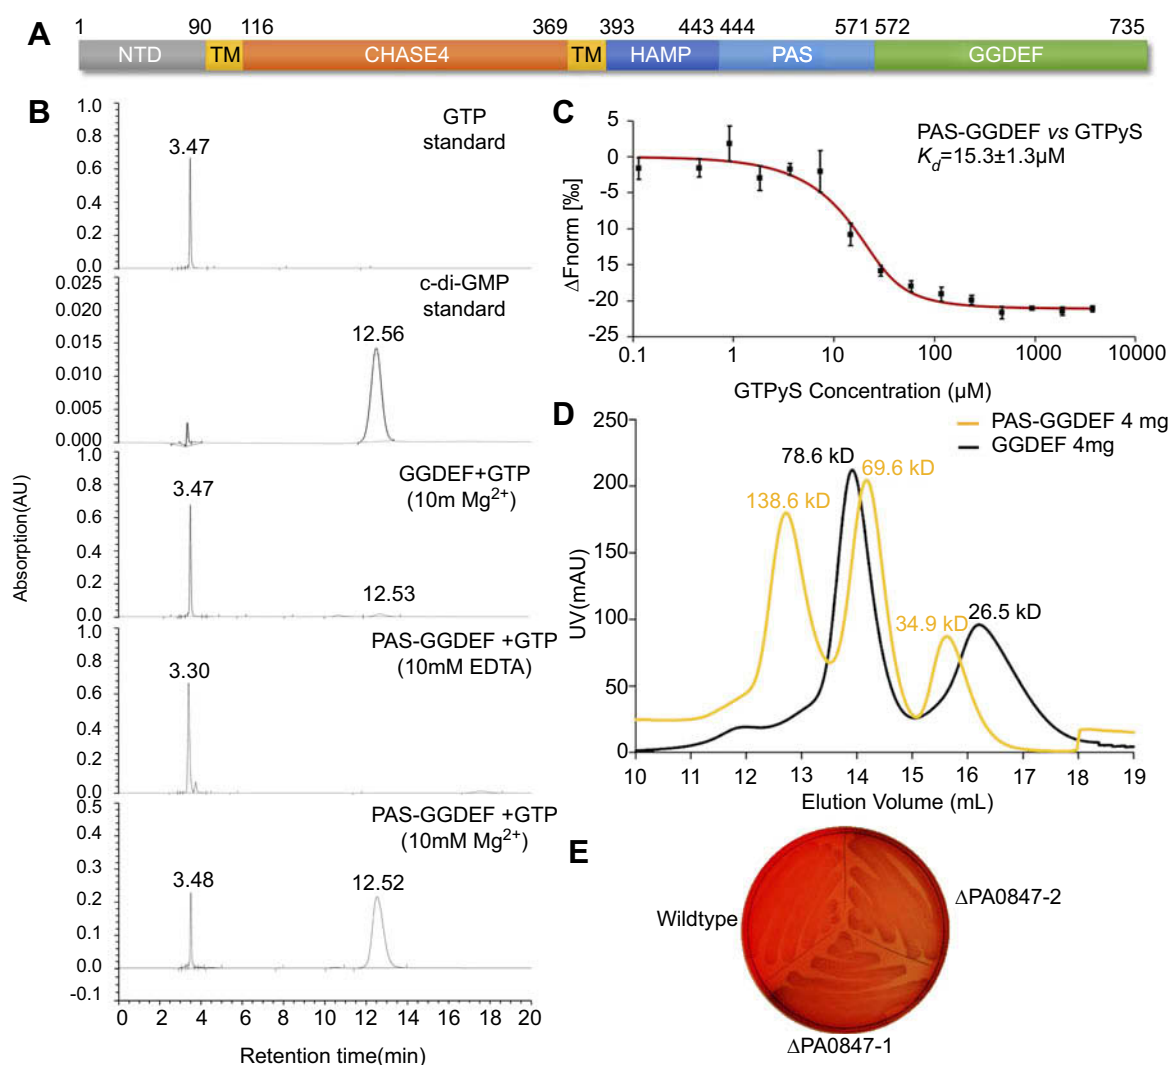 A
1 90 116 369 393 443 444 571 572 735
NTD TM CHASE4 TM HAMP PAS GGDEF
B
1.0
0.8
0.6
0.4
0.2
0.0
GTP
standard
3.47
0.025
0.020
0.015
0.010
0.005
0.000
c-di-GMP
standard
12.56
1.0
0.8
0.6
0.4
0.2
0.0
GGDEF+GTP
(10m Mg2+)
3.47
12.53
1.0
0.8
0.6
0.4
0.2
0.0
PAS-GGDEF +GTP
(10mM EDTA)
3.30
0.5
0.4
0.3
0.2
0.1
0.0
-0.1
PAS-GGDEF +GTP
(10mM Mg2+)
3.48
12.52
0 2 4 6 8 10 12 14 16 18 20
Retention time(min)
Absorption(AU)
C
5
0
-5
10
15
-20
-25
ΔFnorm [‰]
PAS-GGDEF vs GTPyS
Kd=15.3±1.3µM
0.1 1 10 100 1000 10000
GTPyS Concentration (µM)
D
250
200
150
100
50
0
UV(mAU)
PAS-GGDEF 4 mg
GGDEF 4mg
78.6 kD
69.6 kD
138.6 kD
34.9 kD
26.5 kD
10 11 12 13 14 15 16 17 18 19
Elution Volume (mL)
E
Wildtype
ΔPA0847-2
ΔPA0847-1